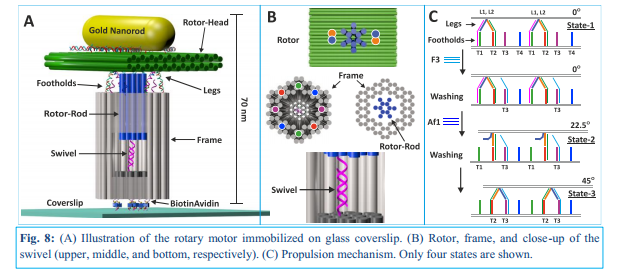 A
Gold Nanorod
Rotor-Head
Footholds
Legs
Rotor-Rod
Frame
Swivel
Coverslip
BiotinAvidin
70 nm
B
Rotor
Frame
Rotor-Rod
Swivel
C
L1, L2 L1, L2 0°
Legs
State-1
Footholds
T1 T2 T3 T4 T1 T2 T3 T4
F3
0°
Washing
T3 T3
Af1
22.5°
State-2
Washing
T1 T3 T1 T3
45°
State-3
T2 T3 T2 T3
Fig. 8: (A) Illustration of the rotary motor immobilized on glass coverslip. (B) Rotor, frame, and close-up of the
swivel (upper, middle, and bottom, respectively). (C) Propulsion mechanism. Only four states are shown.